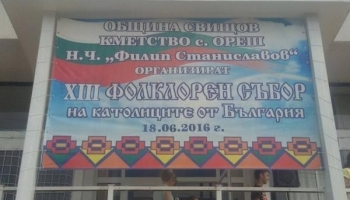 ОБЩИНА СВИЩОВ
КМЕТСТВО с. ОРЕШ
Н.Ч. „Филип Станиславов“
ОРГАНИЗИРАТ
XIII ФОЛКЛОРЕН СЪБОР
НА КАТОЛИЦИТЕ ОТ БЪЛГАРИЯ
18.06.2016 г.